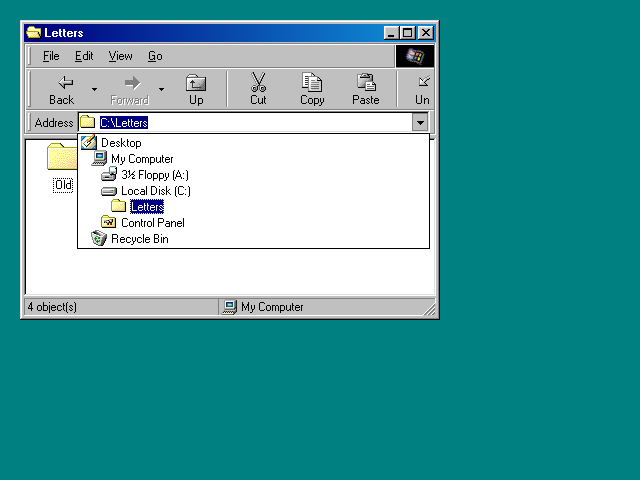 Letters
File Edit View Go
Back Forward Up Cut Copy Paste Un
Address C:\Letters
Desktop
My Computer
3½ Floppy (A:)
Local Disk (C:)
Letters
Control Panel
Recycle Bin
Old
4 object(s) My Computer